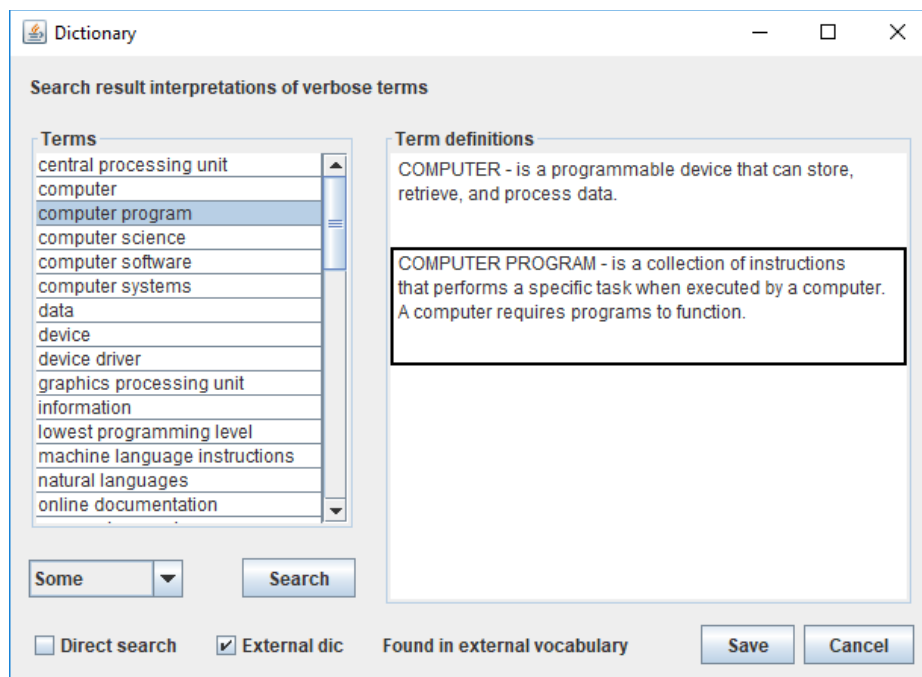 Dictionary
Search result interpretations of verbose terms
Terms
central processing unit
computer
computer program
computer science
computer software
computer systems
data
device
device driver
graphics processing unit
information
lowest programming level
machine language instructions
natural languages
online documentation
Term definitions
COMPUTER - is a programmable device that can store,
retrieve, and process data.
COMPUTER PROGRAM - is a collection of instructions
that performs a specific task when executed by a computer.
A computer requires programs to function.
Some
Search
Direct search
External dic
Found in external vocabulary
Save
Cancel